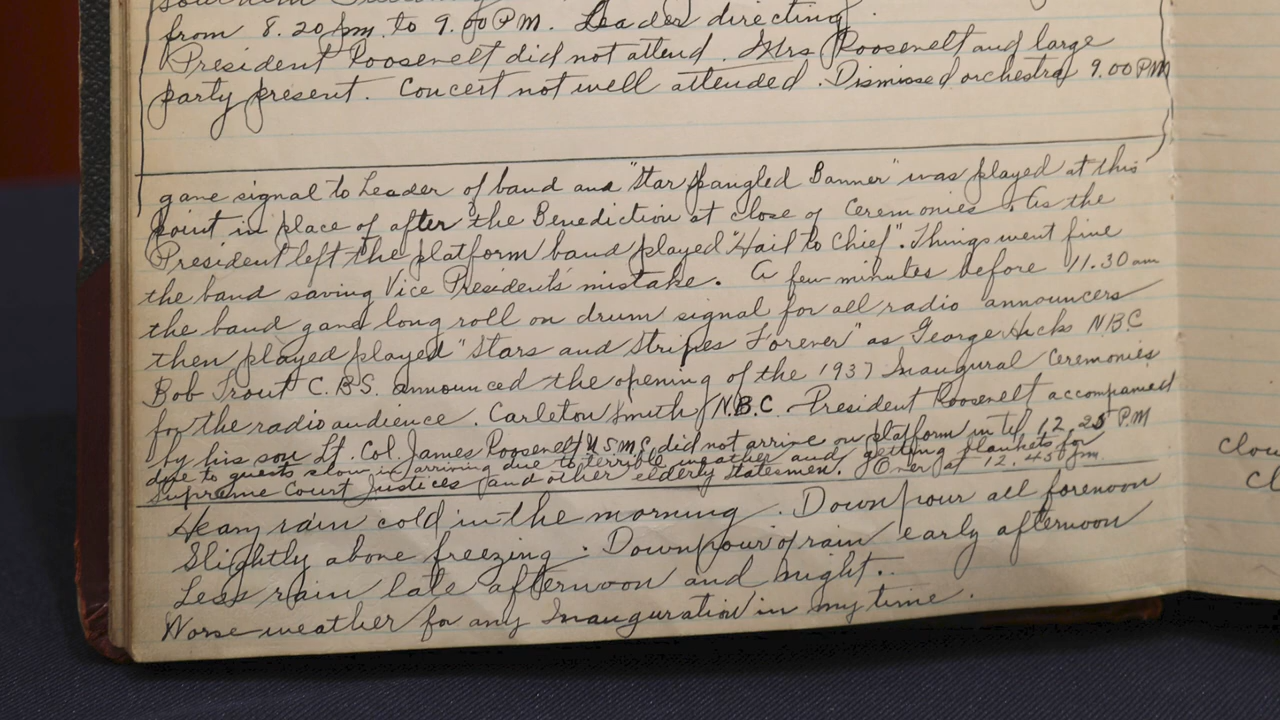 Southern
from 8.20 pm. to 9.00 P.M. Leader directing.
President Roosevelt did not attend. Mrs Roosevelt and large
party present. Concert not well attended. Dismissed orchestra 9.00 PM
gave signal to Leader of band and "Star Spangled Banner" was played at this
point in place of after the Benediction at close of Ceremonies. As the
President left the platform band played "Hail to Chief". Things went fine
the band saving Vice President's mistake. A few minutes before 11.30 am
the band gave long roll on drum signal for all radio announcers
then played played "Stars and Stripes Forever" as George Hicks NBC
Bob Trout C.B.S. announced the opening of the 1937 Inaugural Ceremonies
for the radio audience. Carleton Smith N.B.C. President Roosevelt accompanied
by his son Lt. Col. James Roosevelt U.S.M.C. did not arrive on platform until 12.25 P.M
due to guests slow in arriving due to terrible weather and getting blankets for
Supreme Court Justices and other elderly statesmen. Over at 12.45 pm.
Heavy rain cold in the morning. Downpour all forenoon
Slightly above freezing. Downpour of rain early afternoon
Less rain late afternoon and night.
Worse weather for any Inauguration in my time.